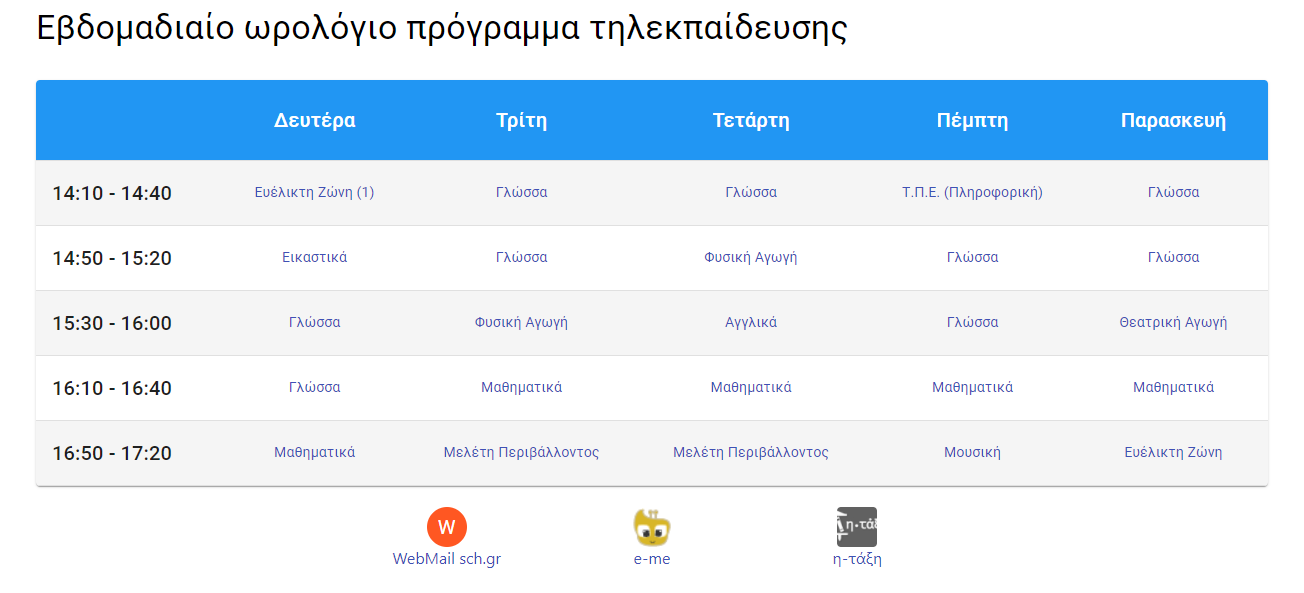 Εβδομαδιαίο ωρολόγιο πρόγραμμα τηλεκπαίδευσης
Δευτέρα Τρίτη Τετάρτη Πέμπτη Παρασκευή
14:10 - 14:40 Ευέλικτη Ζώνη (1) Γλώσσα Γλώσσα Τ.Π.Ε. (Πληροφορική) Γλώσσα
14:50 - 15:20 Εικαστικά Γλώσσα Φυσική Αγωγή Γλώσσα Γλώσσα
15:30 - 16:00 Γλώσσα Φυσική Αγωγή Αγγλικά Γλώσσα Θεατρική Αγωγή
16:10 - 16:40 Γλώσσα Μαθηματικά Μαθηματικά Μαθηματικά Μαθηματικά
16:50 - 17:20 Μαθηματικά Μελέτη Περιβάλλοντος Μελέτη Περιβάλλοντος Μουσική Ευέλικτη Ζώνη
W η-τάξ
WebMail sch.gr e-me η-τάξη